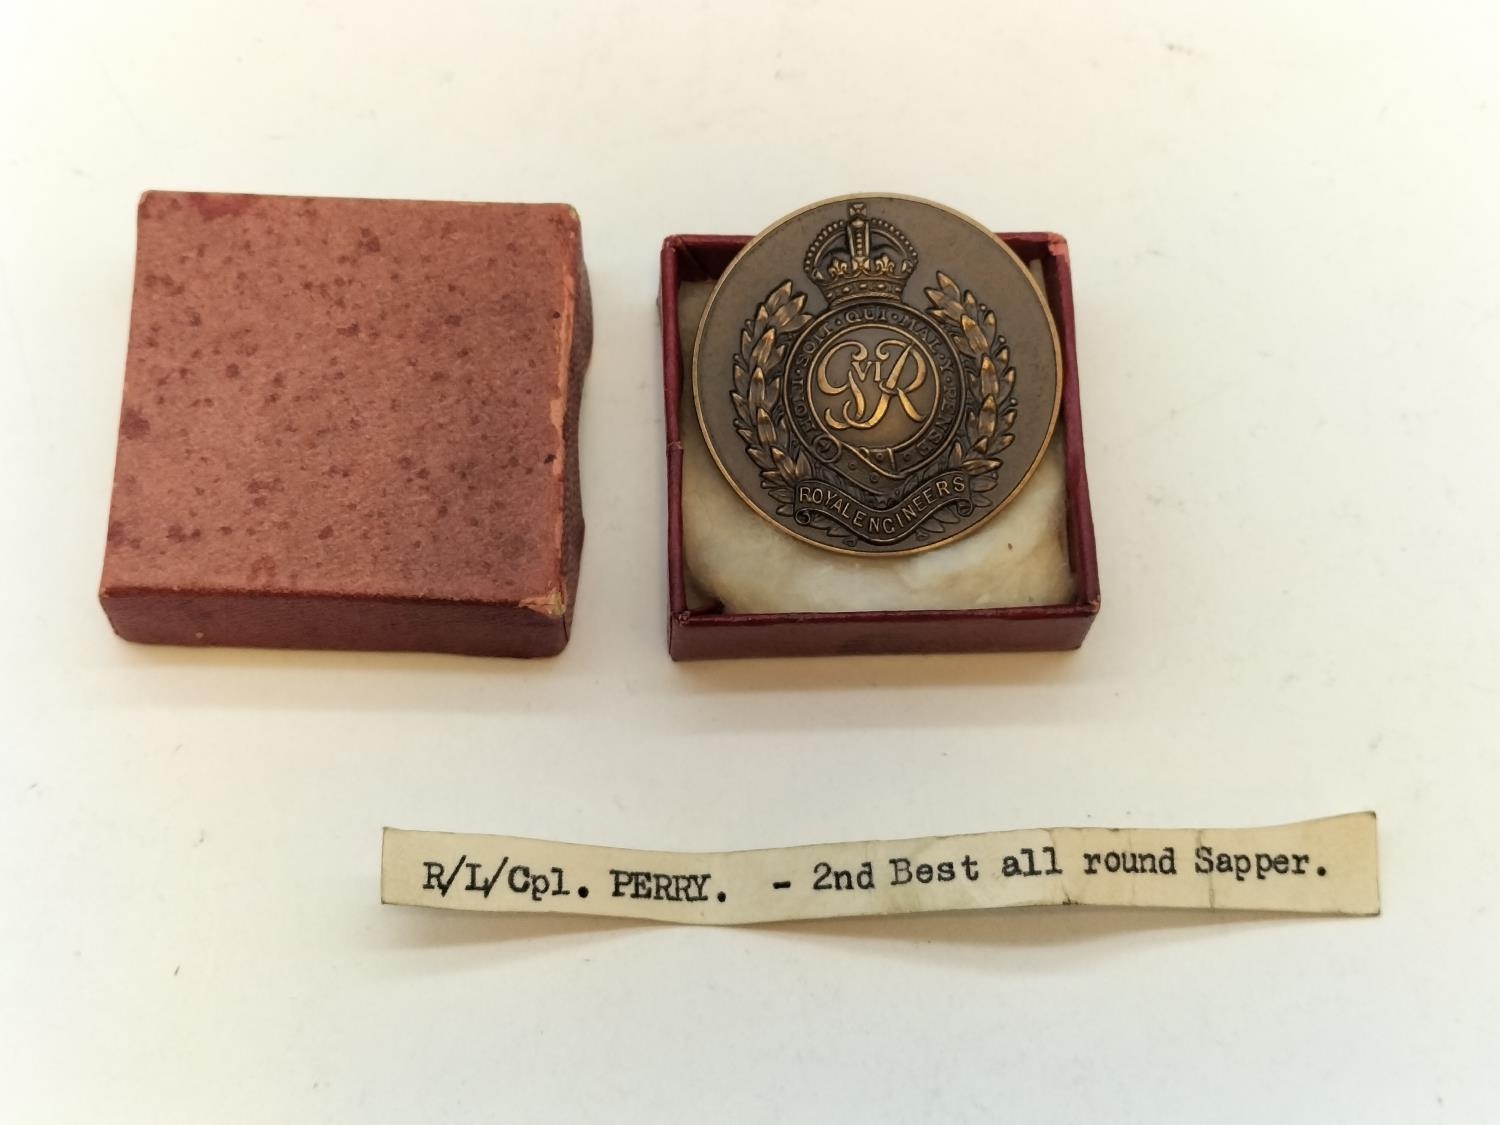 HONI · SOIT · QUI · MAL · Y · PENSE
GVIR
ROYAL ENGINEERS
R/L/Cpl. PERRY. - 2nd Best all round Sapper.